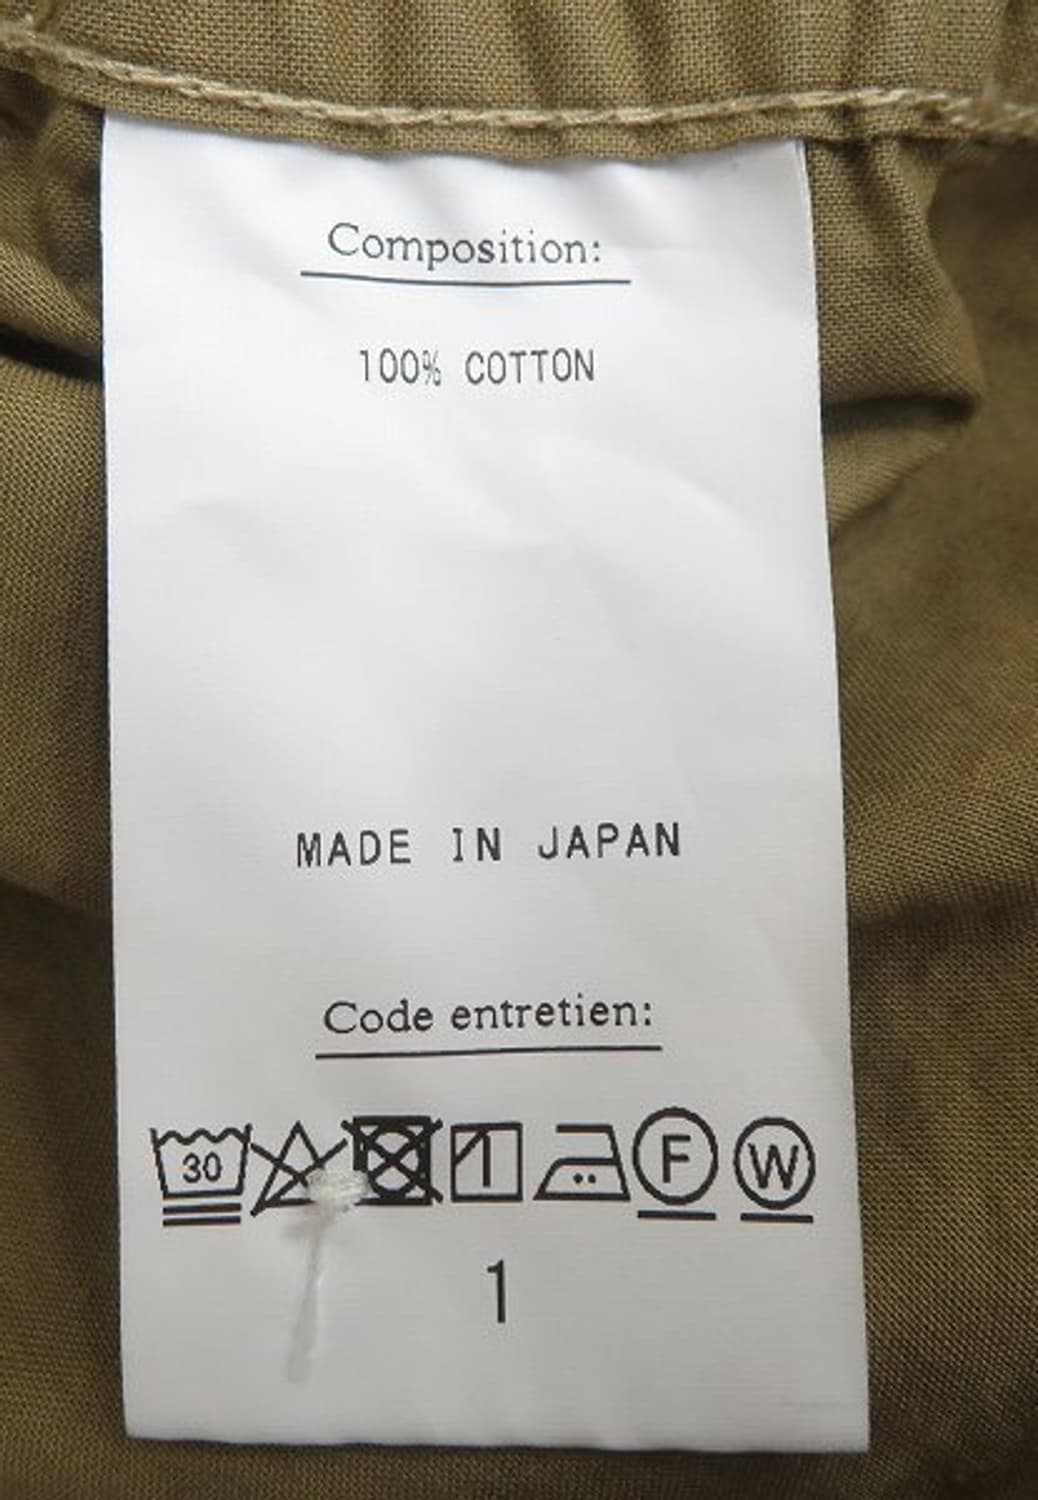 Composition:
100% COTTON
MADE IN JAPAN
Code entretien:
30 F W
1